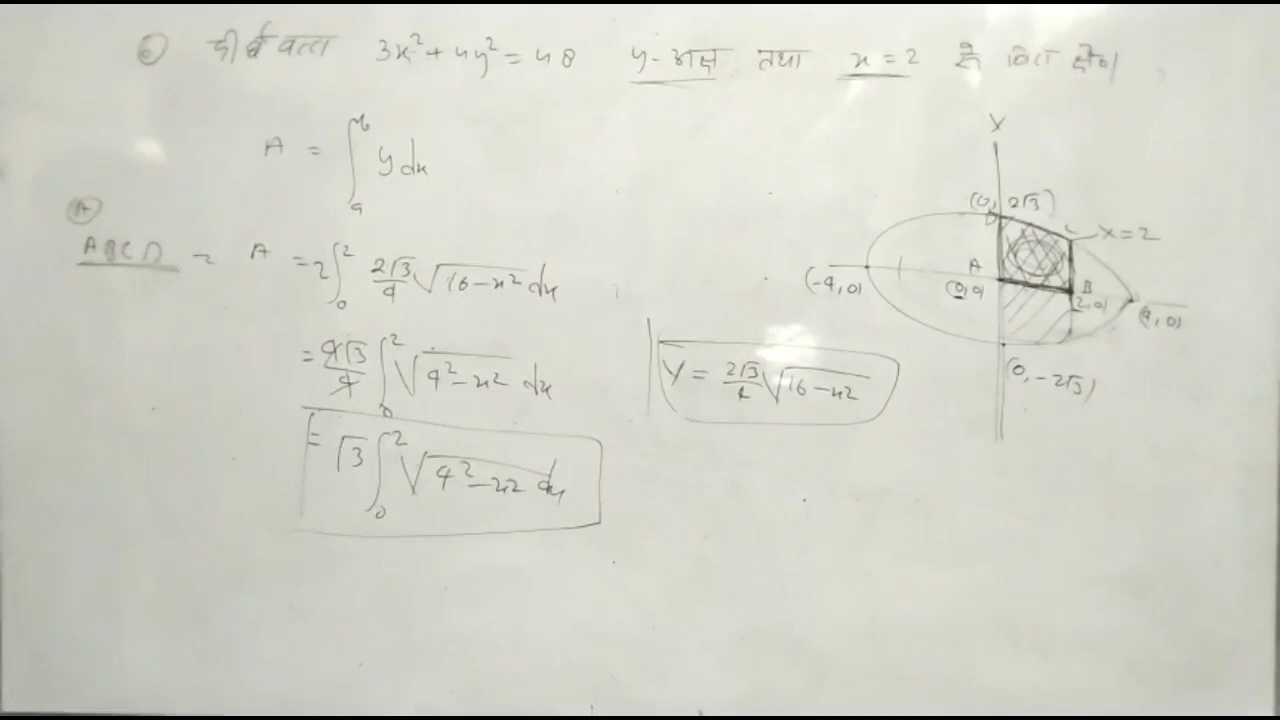 6 दीर्घवृत्त 3x²+4y²=48 y-अक्ष तथा x=2 से घिरा क्षेत्र।
A = ∫ₐᵇ y dx
A
ABCD = A = 2∫₀² 2√3/4 √16-x² dx
= 4√3/4 ∫₀² √4²-x² dx
= √3 ∫₀² √4²-x² dx
Y = 2√3/4 √16-x²
Y
(0, 2√3)
D
C
X=2
A
(-4,0)
(0,0)
B
(2,0)
(4,0)
(0,-2√3)